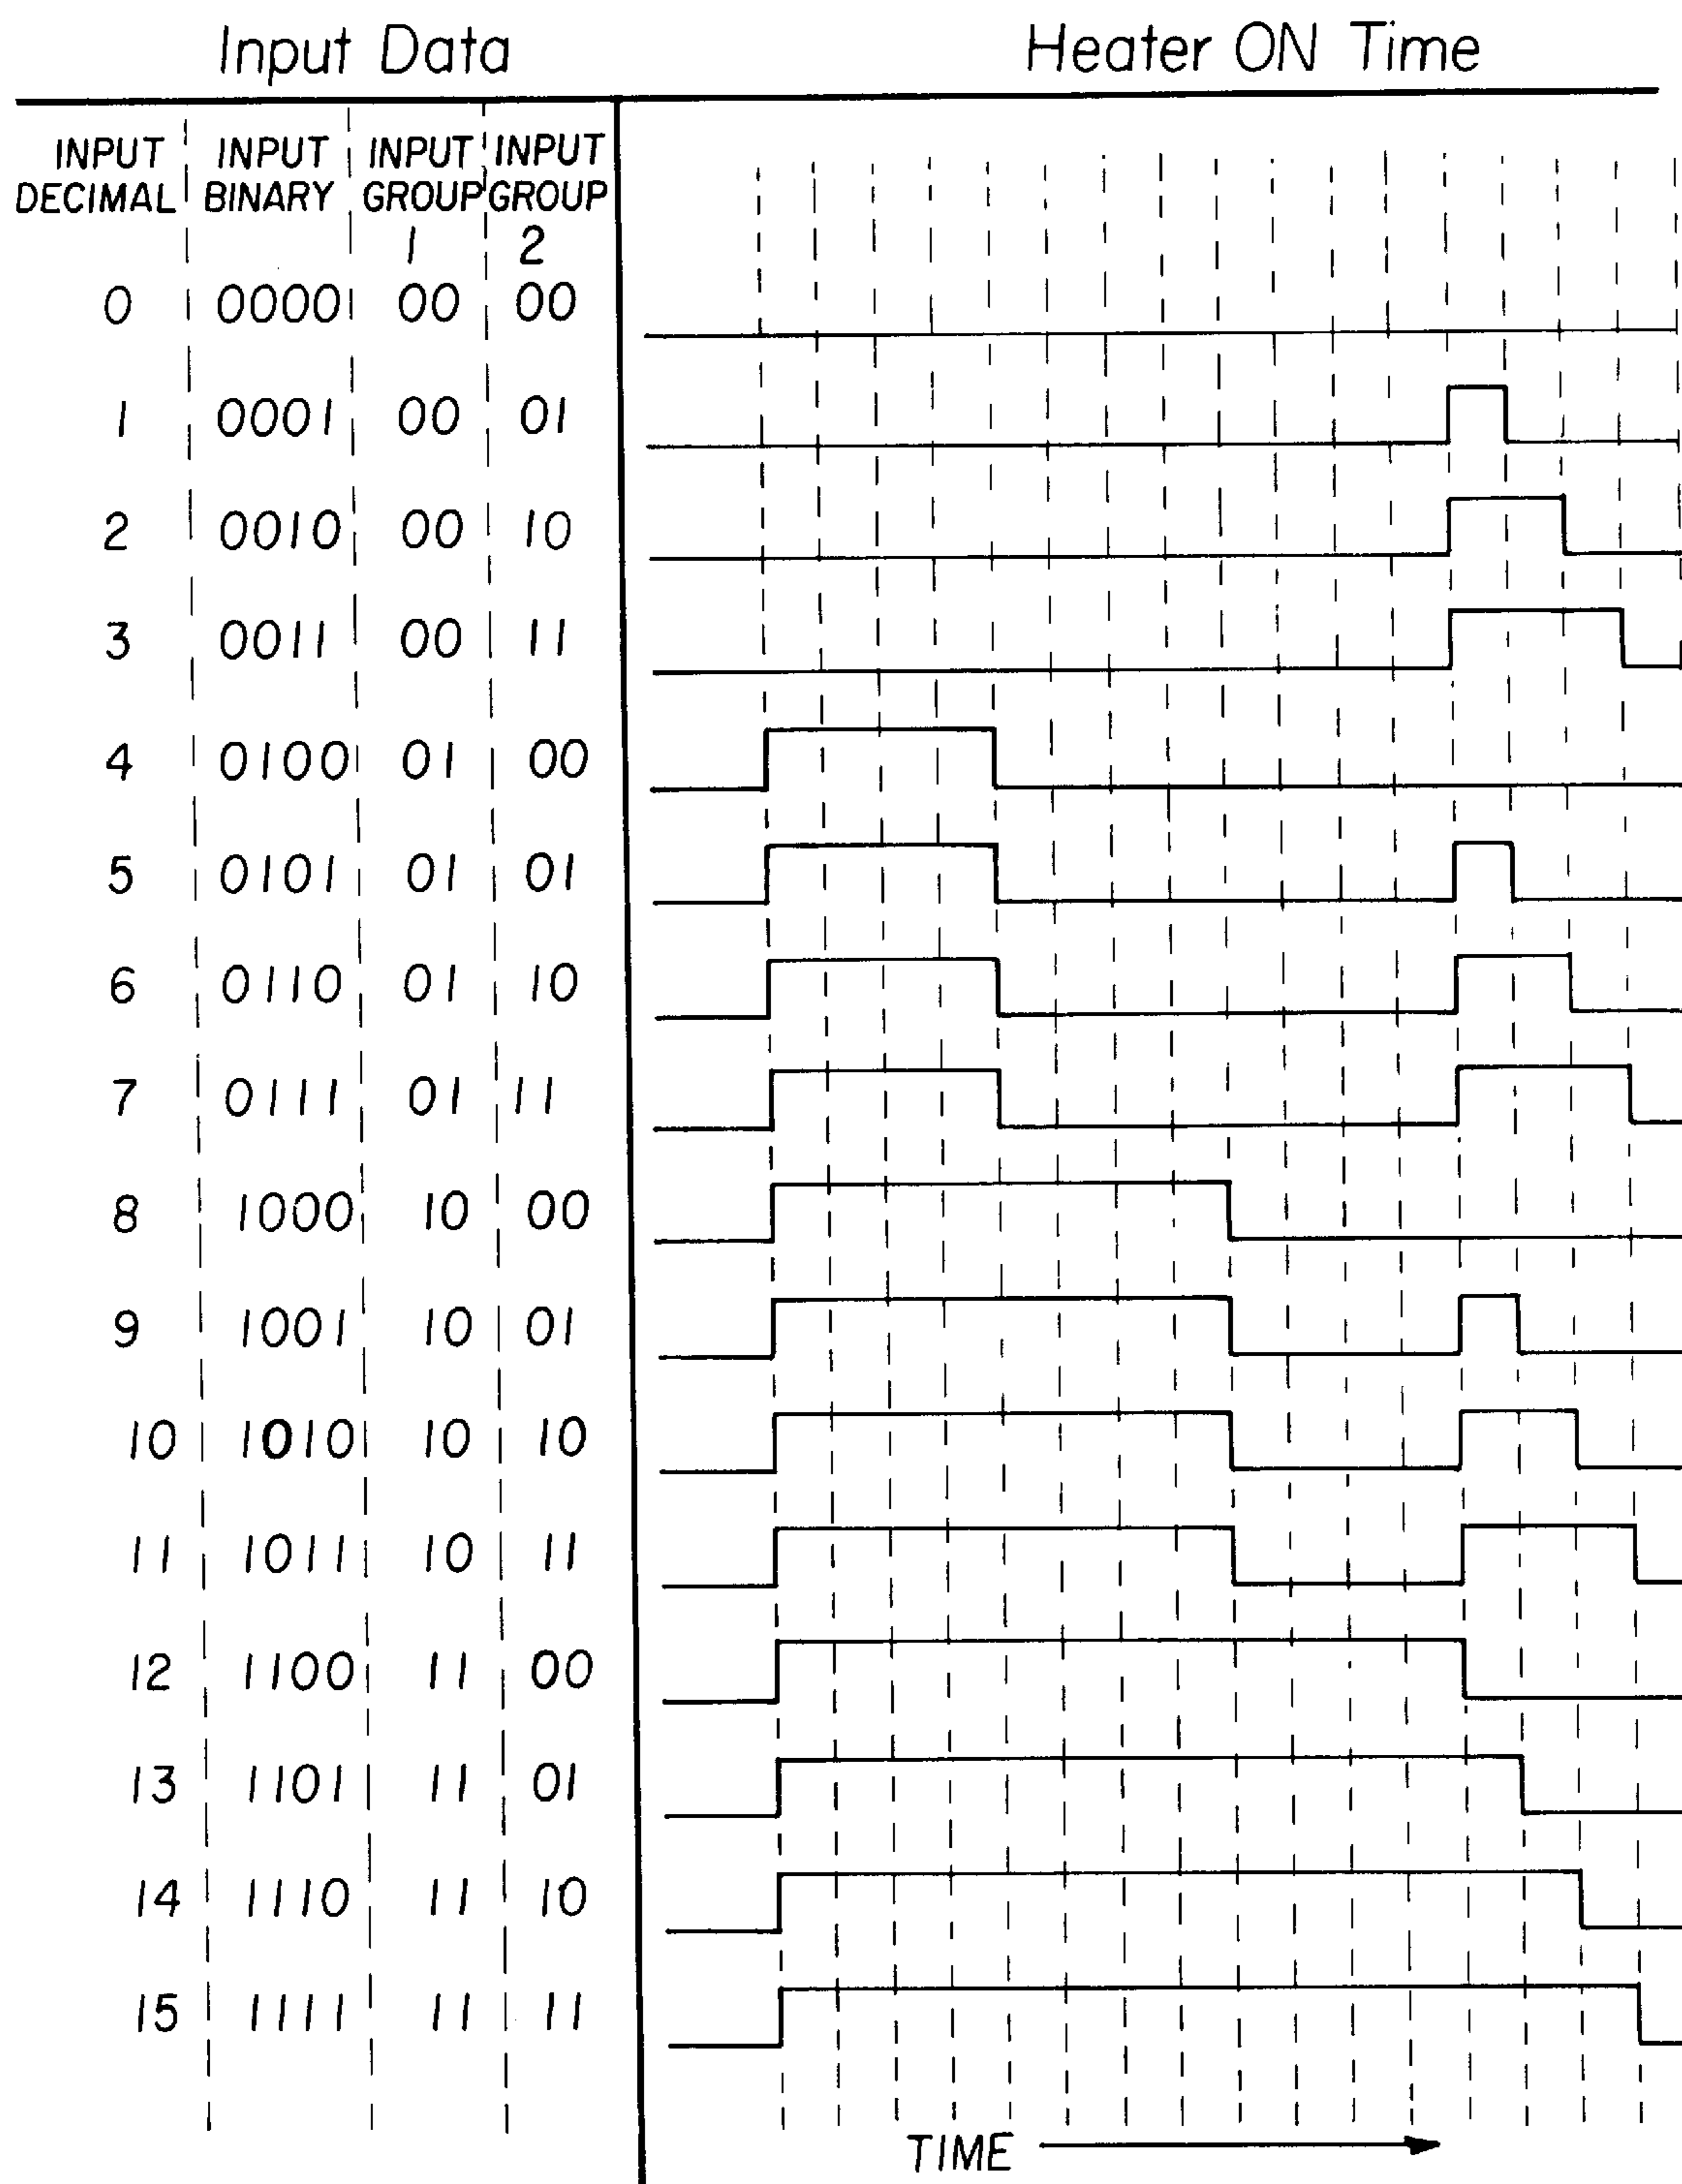 Input Data Heater ON Time
INPUT DECIMAL INPUT BINARY INPUT GROUP 1 INPUT GROUP 2
0 0000 00 00
1 0001 00 01
2 0010 00 10
3 0011 00 11
4 0100 01 00
5 0101 01 01
6 0110 01 10
7 0111 01 11
8 1000 10 00
9 1001 10 01
10 1010 10 10
11 1011 10 11
12 1100 11 00
13 1101 11 01
14 1110 11 10
15 1111 11 11
TIME